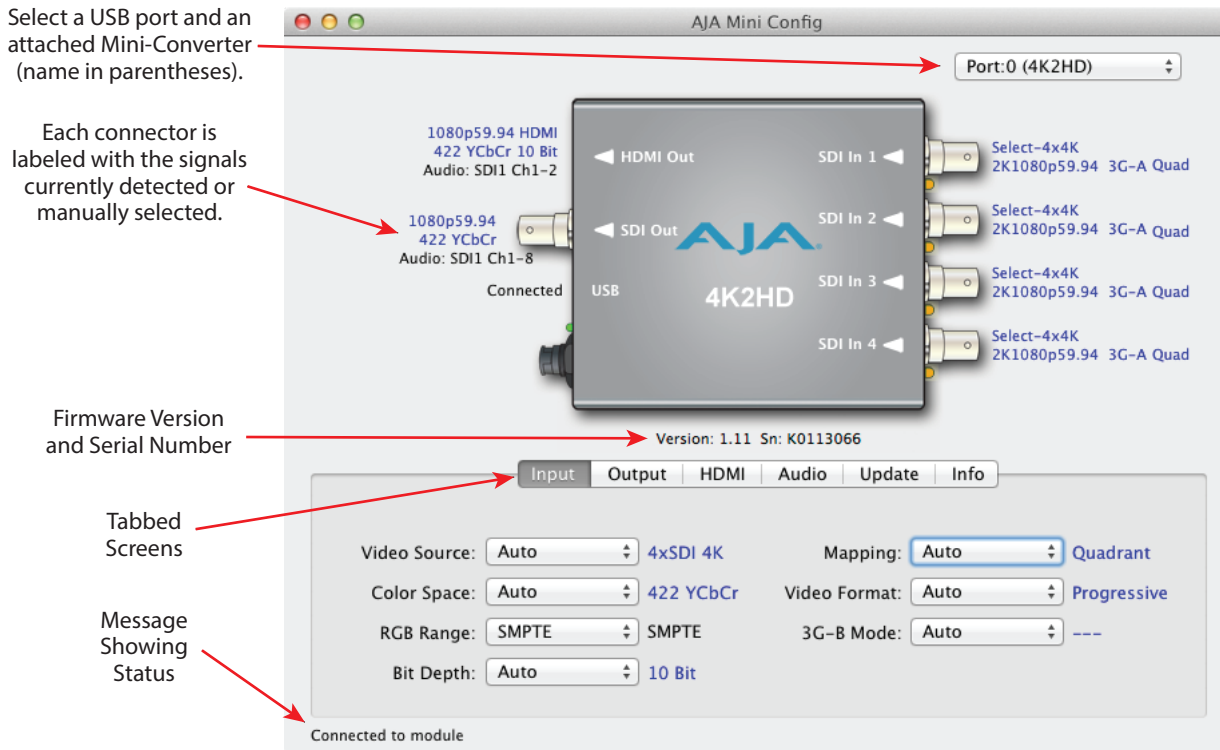 Select a USB port and an
attached Mini-Converter
(name in parentheses).
AJA Mini Config
Port:0 (4K2HD)
Each connector is
labeled with the signals
currently detected or
manually selected.
1080p59.94 HDMI
422 YCbCr 10 Bit
Audio: SDI1 Ch1-2
HDMI Out
SDI In 1
Select-4x4K
2K1080p59.94 3G-A Quad
1080p59.94
422 YCbCr
Audio: SDI1 Ch1-8
SDI Out
AJA
SDI In 2
Select-4x4K
2K1080p59.94 3G-A Quad
Connected
USB
4K2HD
SDI In 3
Select-4x4K
2K1080p59.94 3G-A Quad
SDI In 4
Select-4x4K
2K1080p59.94 3G-A Quad
Firmware Version
and Serial Number
Version: 1.11 Sn: K0113066
Tabbed
Screens
Input Output HDMI Audio Update Info
Video Source: Auto 4xSDI 4K
Mapping: Auto Quadrant
Color Space: Auto 422 YCbCr
Video Format: Auto Progressive
RGB Range: SMPTE SMPTE
3G-B Mode: Auto ---
Bit Depth: Auto 10 Bit
Message
Showing
Status
Connected to module